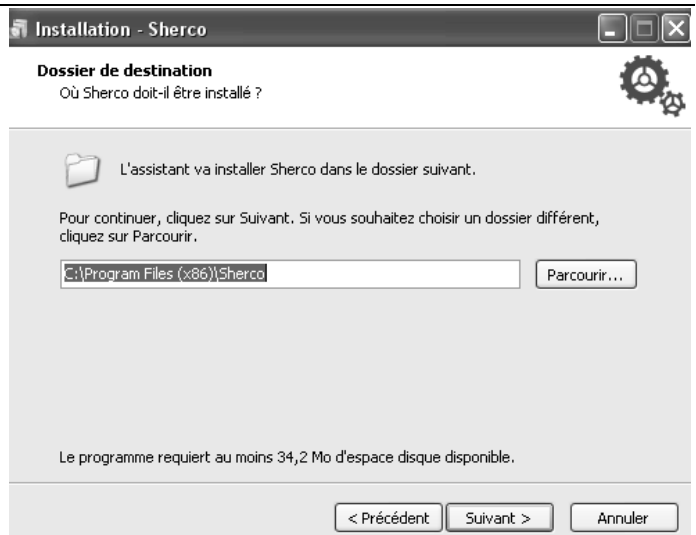 Installation - Sherco
Dossier de destination
Où Sherco doit-il être installé ?
L'assistant va installer Sherco dans le dossier suivant.
Pour continuer, cliquez sur Suivant. Si vous souhaitez choisir un dossier différent,
cliquez sur Parcourir.
C:\Program Files (x86)\Sherco
Parcourir...
Le programme requiert au moins 34,2 Mo d'espace disque disponible.
< Précédent
Suivant >
Annuler